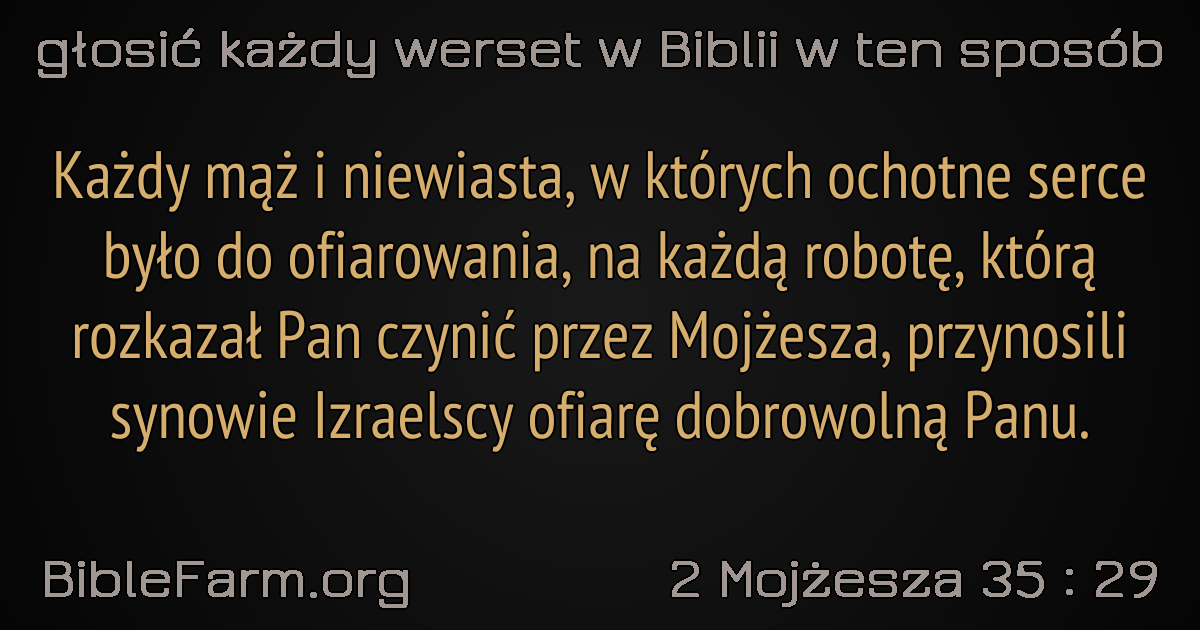 głosić każdy werset w Biblii w ten sposób
Każdy mąż i niewiasta, w których ochotne serce
było do ofiarowania, na każdą robotę, którą
rozkazał Pan czynić przez Mojżesza, przynosili
synowie Izraelscy ofiarę dobrowolną Panu.
BibleFarm.org
2 Mojżesza 35 : 29